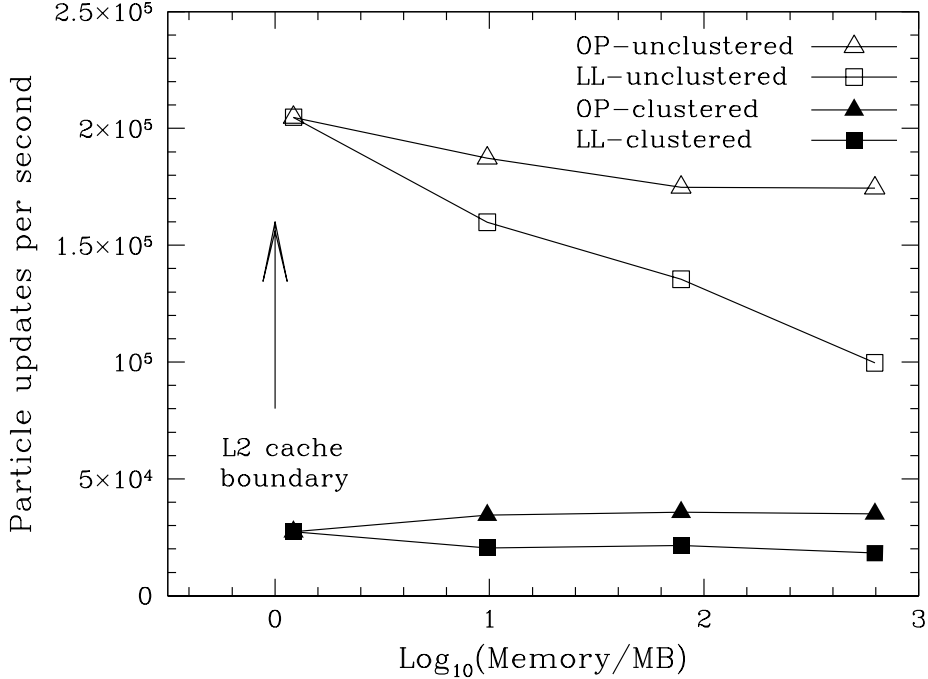 2.5×10⁵
2×10⁵
1.5×10⁵
10⁵
5×10⁴
0
Particle updates per second
OP−unclustered
LL−unclustered
OP−clustered
LL−clustered
L2 cache
boundary
0 1 2 3
Log₁₀(Memory/MB)